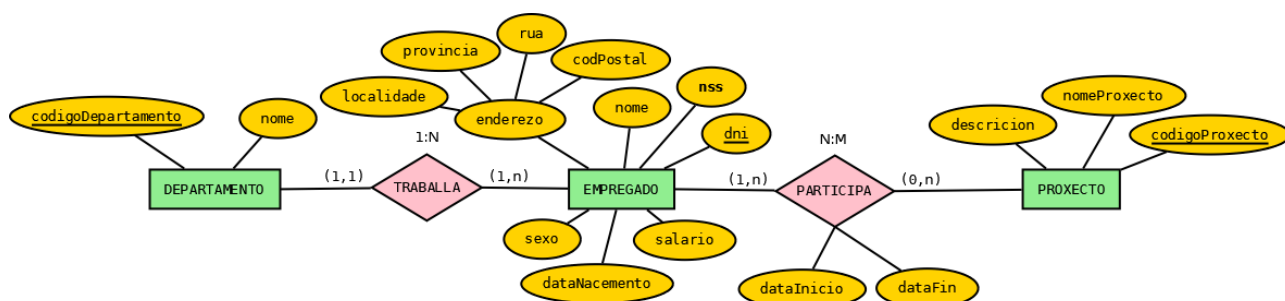 rua
provincia
codPostal
nss
localidade
nome
nomeProxecto
codigoDepartamento
nome
enderezo
descricion
codigoProxecto
dni
1:N
N:M
DEPARTAMENTO
(1,1)
TRABALLA
(1,n)
EMPREGADO
(1,n)
PARTICIPA
(0,n)
PROXECTO
sexo
salario
dataNacemento
dataInicio
dataFin